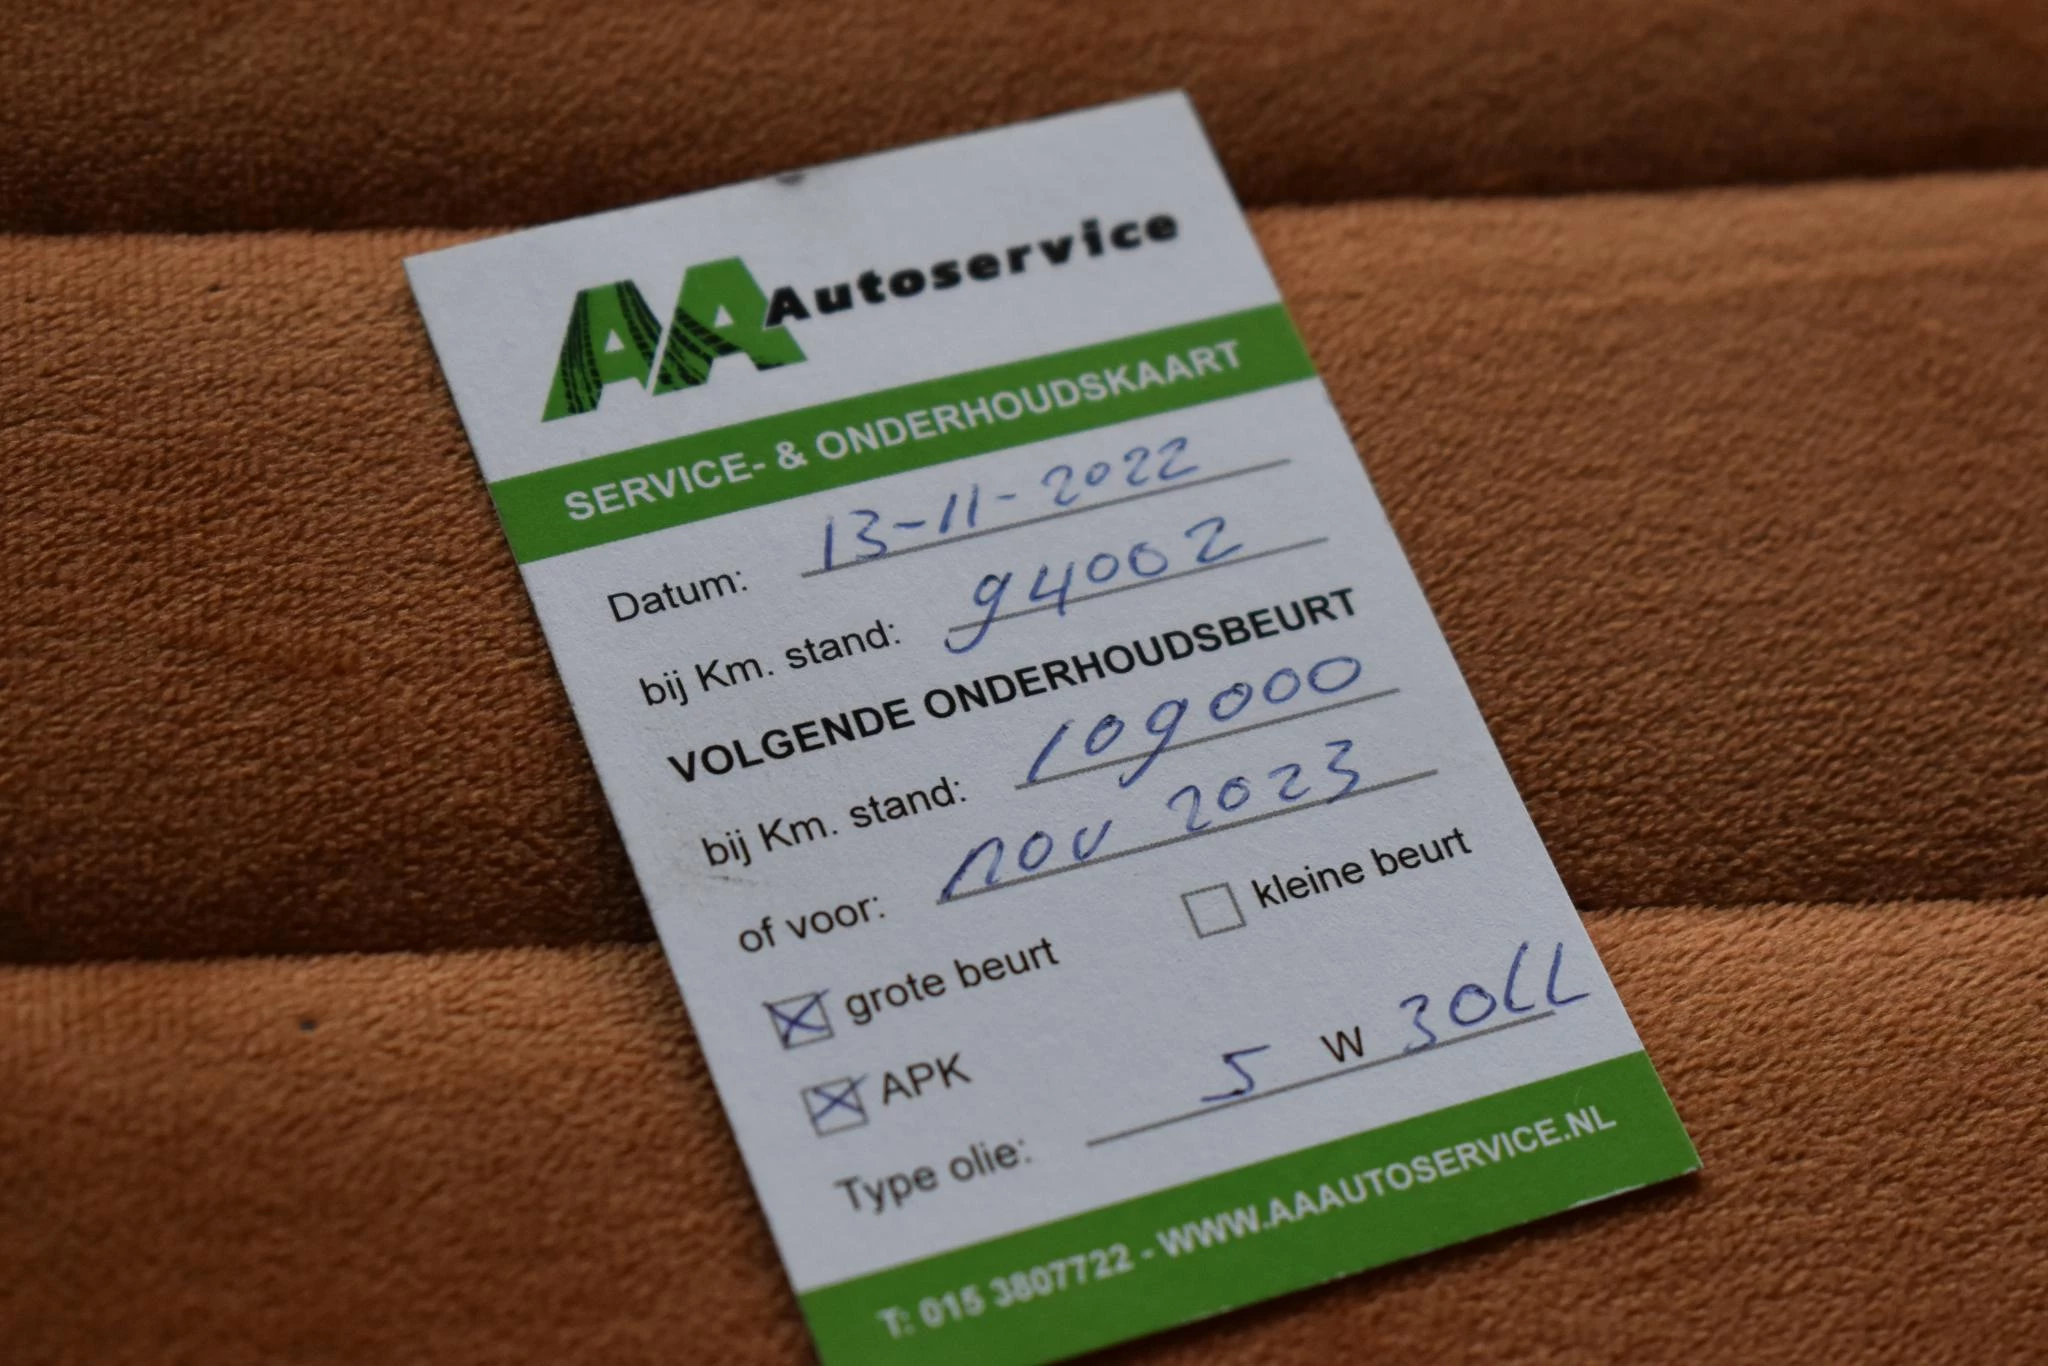 AA Autoservice
SERVICE- & ONDERHOUDSKAART
Datum: 13-11-2022
bij Km. stand: 94002
VOLGENDE ONDERHOUDSBEURT
bij Km. stand: 109000
of voor: nov 2023
grote beurt kleine beurt
APK
Type olie: 5 W 30LL
T: 015 3807722 - WWW.AAAUTOSERVICE.NL